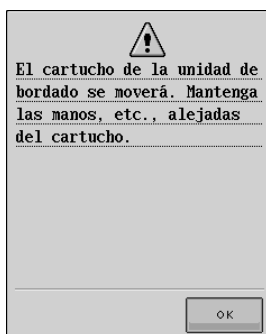 El cartucho de la unidad de
bordado se moverá. Mantenga
las manos, etc., alejadas
del cartucho.
OK